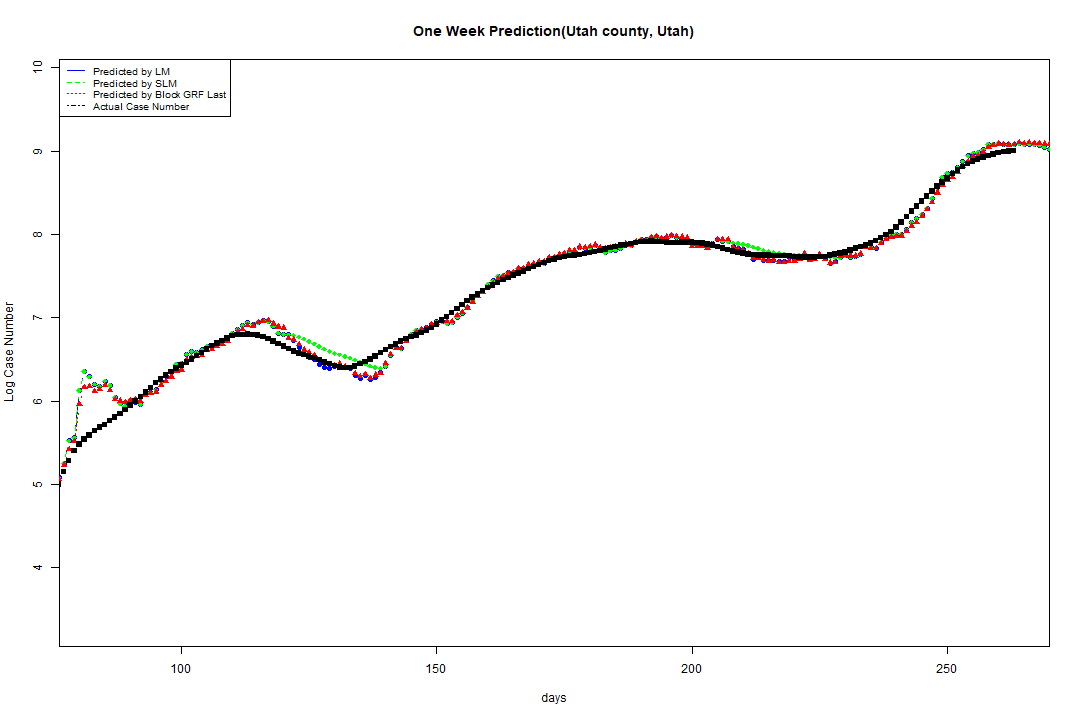 One Week Prediction(Utah county, Utah)
Predicted by LM
Predicted by SLM
Predicted by Block GRF Last
Actual Case Number
10
9
8
7
6
5
4
Log Case Number
100
150
200
250
days